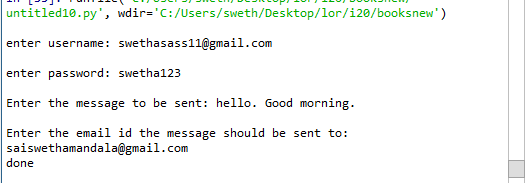 In [35]: runfile('C:/Users/sweth/Desktop/lor/i20/booksnew/
untitled10.py', wdir='C:/Users/sweth/Desktop/lor/i20/booksnew')
enter username: swethasass11@gmail.com
enter password: swetha123
Enter the message to be sent: hello. Good morning.
Enter the email id the message should be sent to:
saiswethamandala@gmail.com
done